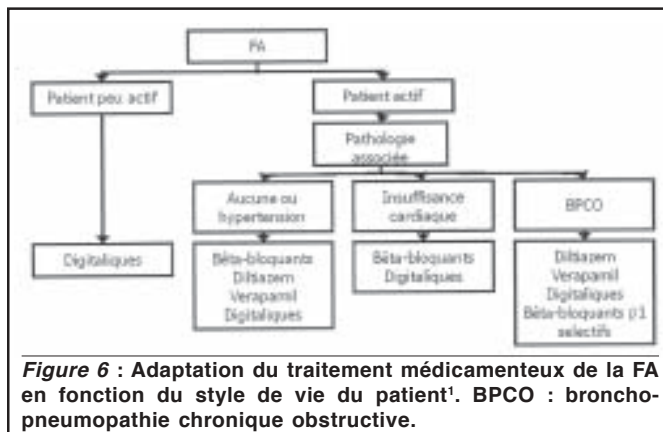 FA
Patient peu actif
Patient actif
Pathologie
associée
Aucune ou
hypertension
Insuffisance
cardiaque
BPCO
Digitaliques
Bêta-bloquants
Diltiazem
Verapamil
Digitaliques
Bêta-bloquants
Digitaliques
Diltiazem
Verapamil
Digitaliques
Bêta-bloquants β1
selectifs
Figure 6 : Adaptation du traitement médicamenteux de la FA
en fonction du style de vie du patient¹. BPCO : broncho-
pneumopathie chronique obstructive.